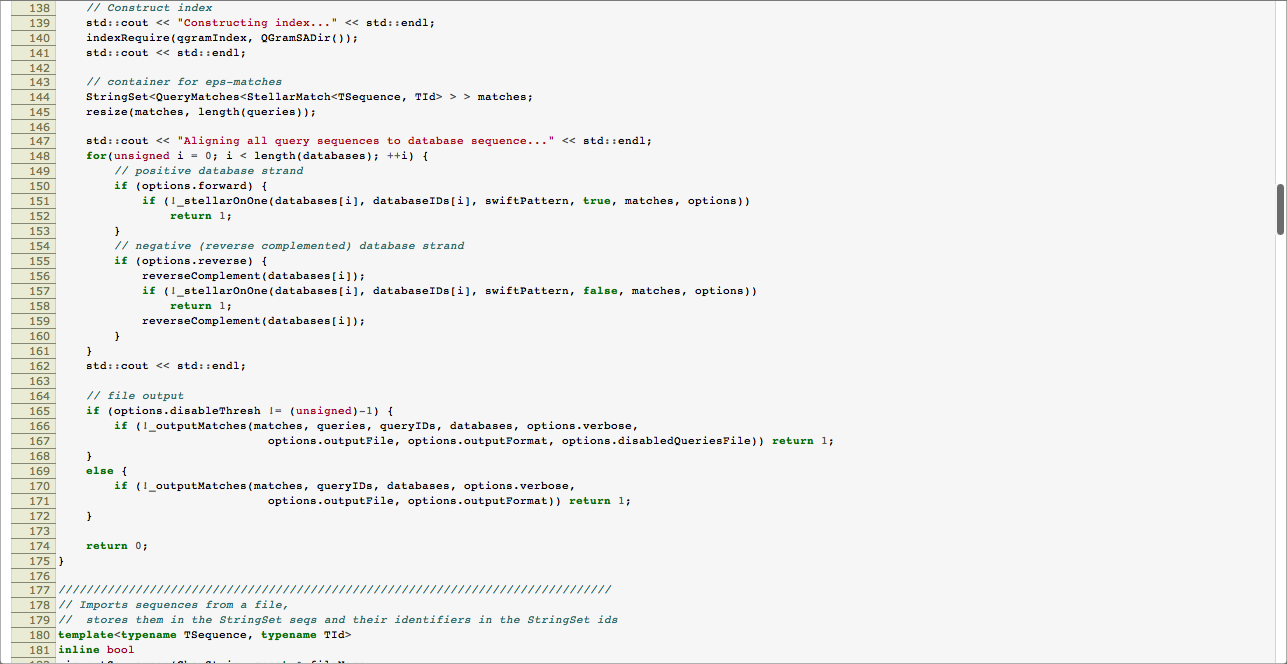 138     // Construct index
139     std::cout << "Constructing index..." << std::endl;
140     indexRequire(qgramIndex, QGramSADir());
141     std::cout << std::endl;
142
143     // container for eps-matches
144     StringSet<QueryMatches<StellarMatch<TSequence, TId> > > matches;
145     resize(matches, length(queries));
146
147     std::cout << "Aligning all query sequences to database sequence..." << std::endl;
148     for(unsigned i = 0; i < length(databases); ++i) {
149         // positive database strand
150         if (options.forward) {
151             if (!_stellarOnOne(databases[i], databaseIDs[i], swiftPattern, true, matches, options))
152                 return 1;
153         }
154         // negative (reverse complemented) database strand
155         if (options.reverse) {
156             reverseComplement(databases[i]);
157             if (!_stellarOnOne(databases[i], databaseIDs[i], swiftPattern, false, matches, options))
158                 return 1;
159             reverseComplement(databases[i]);
160         }
161     }
162     std::cout << std::endl;
163
164     // file output
165     if (options.disableThresh != (unsigned)-1) {
166         if (!_outputMatches(matches, queries, queryIDs, databases, options.verbose,
167                               options.outputFile, options.outputFormat, options.disabledQueriesFile)) return 1;
168     }
169     else {
170         if (!_outputMatches(matches, queryIDs, databases, options.verbose,
171                               options.outputFile, options.outputFormat)) return 1;
172     }
173
174     return 0;
175 }
176
177 ///////////////////////////////////////////////////////////////////////////////
178 // Imports sequences from a file,
179 //  stores them in the StringSet seqs and their identifiers in the StringSet ids
180 template<typename TSequence, typename TId>
181 inline bool